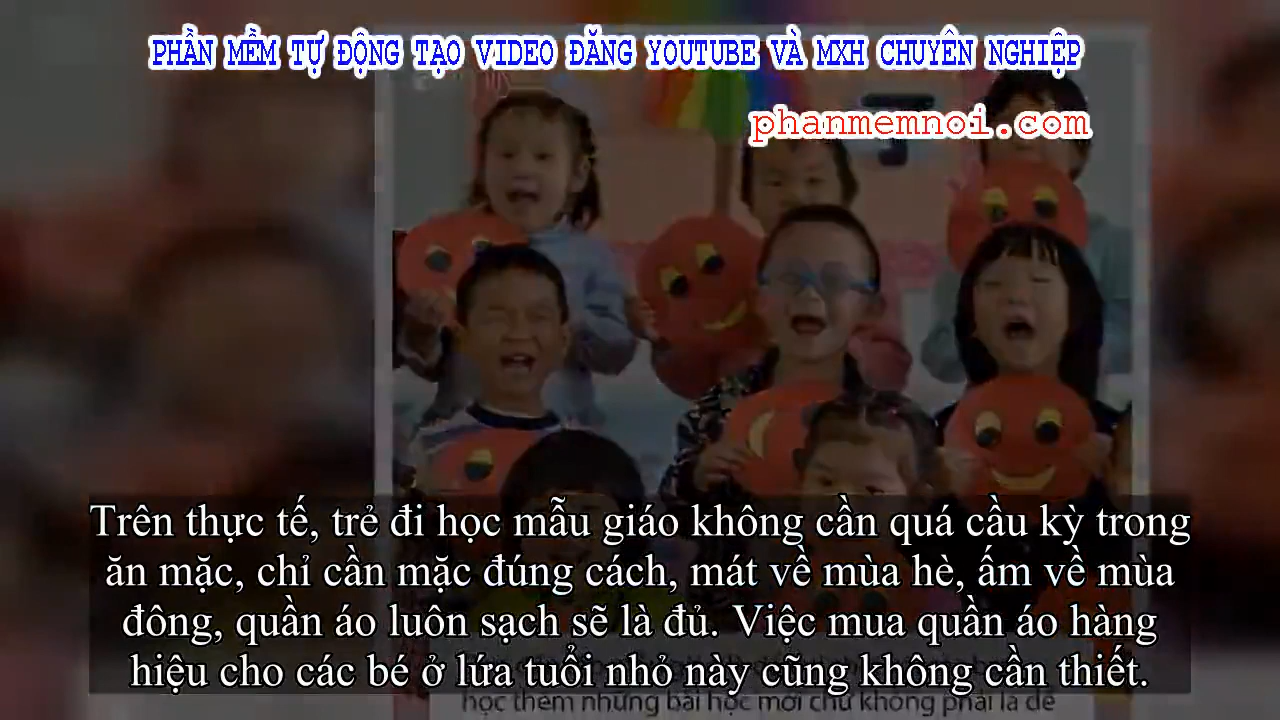 PHẦN MỀM TỰ ĐỘNG TẠO VIDEO ĐĂNG YOUTUBE VÀ MXH CHUYÊN NGHIỆP
phanmemnoi.com
Trên thực tế, trẻ đi học mẫu giáo không cần quá cầu kỳ trong
ăn mặc, chỉ cần mặc đúng cách, mát về mùa hè, ấm về mùa
đông, quần áo luôn sạch sẽ là đủ. Việc mua quần áo hàng
hiệu cho các bé ở lứa tuổi nhỏ này cũng không cần thiết.
học thêm những bài học mới chứ không phải là để